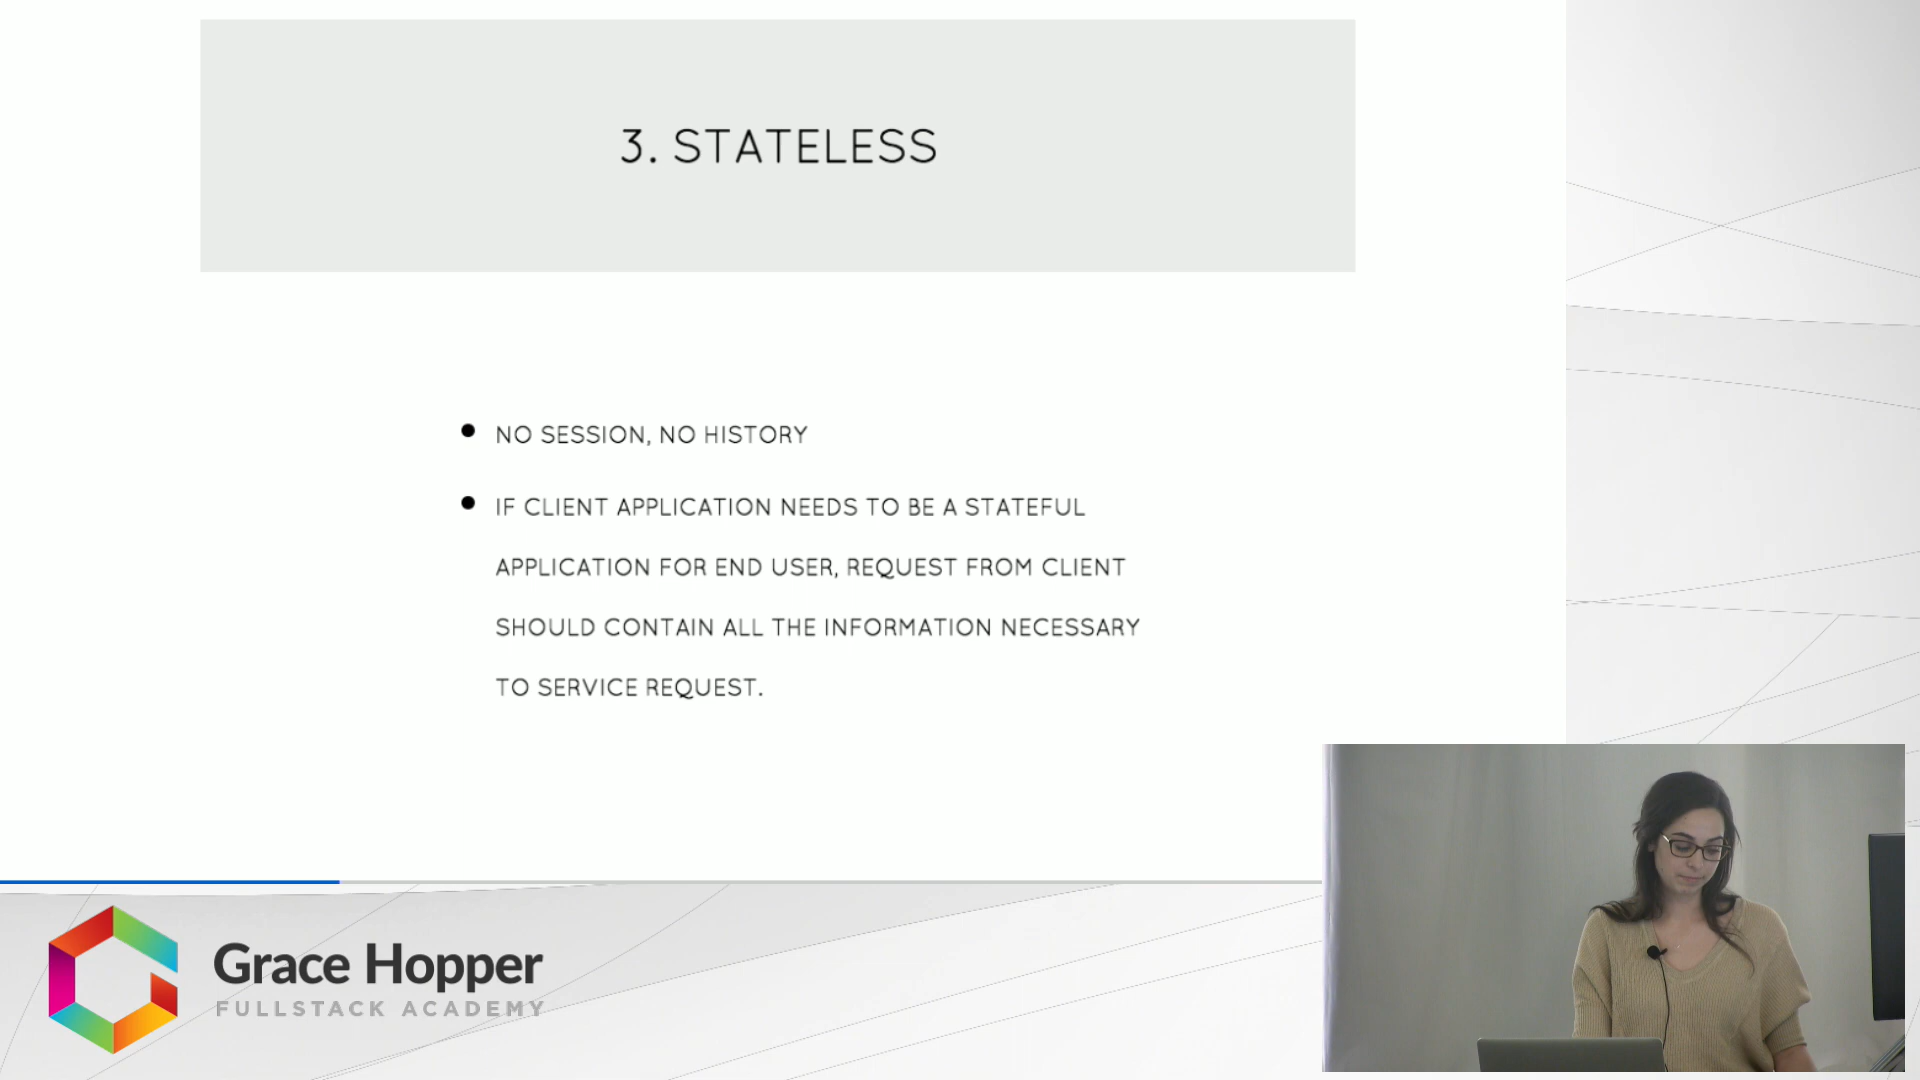 3. STATELESS
NO SESSION, NO HISTORY
IF CLIENT APPLICATION NEEDS TO BE A STATEFUL
APPLICATION FOR END USER, REQUEST FROM CLIENT
SHOULD CONTAIN ALL THE INFORMATION NECESSARY
TO SERVICE REQUEST.
Grace Hopper
FULLSTACK ACADEMY